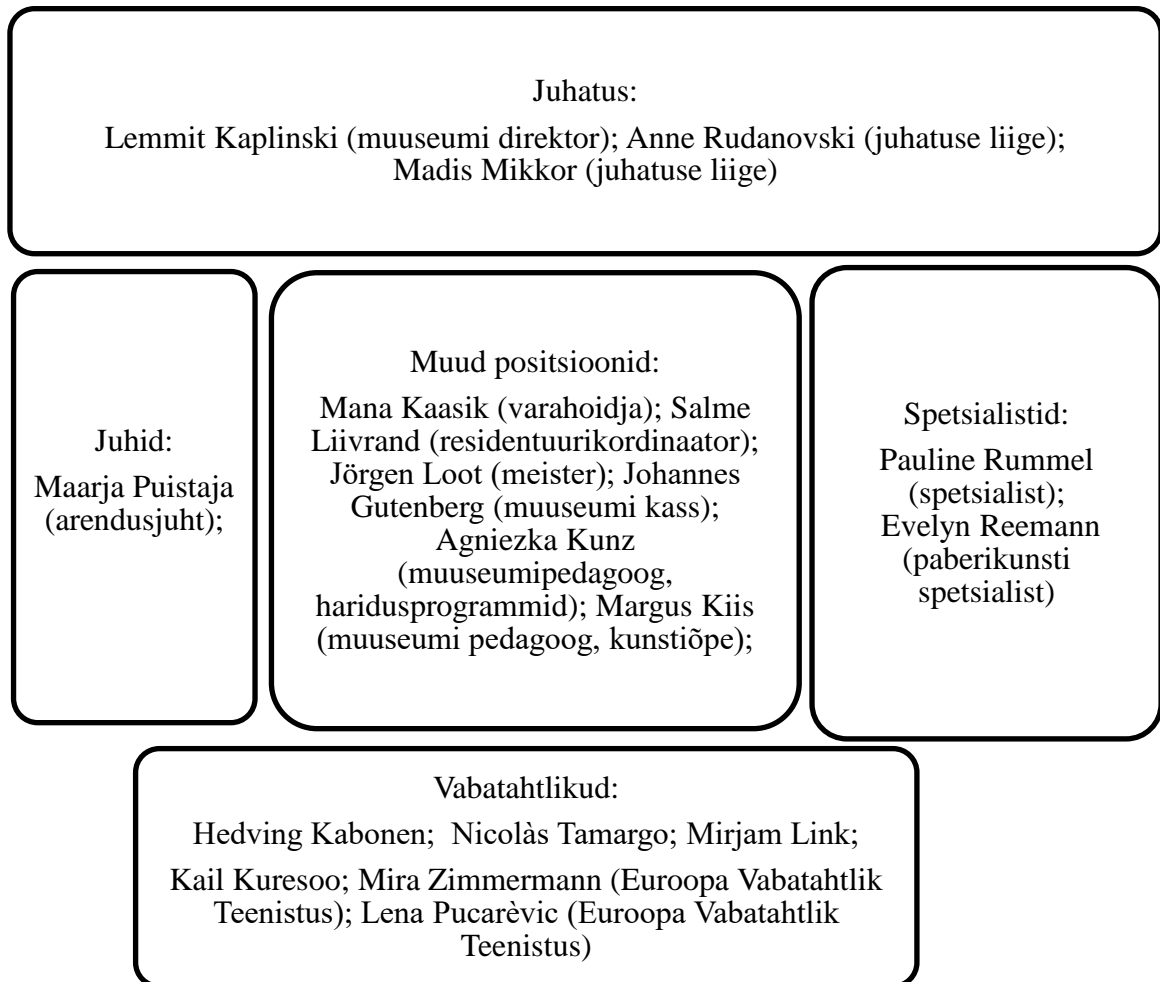 Juhatus:
Lemmit Kaplinski (muuseumi direktor); Anne Rudanovski (juhatuse liige);
Madis Mikkor (juhatuse liige)
Juhid:
Maarja Puistaja
(arendusjuht);
Muud positsioonid:
Mana Kaasik (varahoidja); Salme
Liivrand (residentuurikordinaator);
Jörgen Loot (meister); Johannes
Gutenberg (muuseumi kass);
Agniezka Kunz
(muuseumipedagoog,
haridusprogrammid); Margus Kiis
(muuseumi pedagoog, kunstiõpe);
Spetsialistid:
Pauline Rummel
(spetsialist);
Evelyn Reemann
(paberikunsti
spetsialist)
Vabatahtlikud:
Hedving Kabonen;  Nicolàs Tamargo; Mirjam Link;
Kail Kuresoo; Mira Zimmermann (Euroopa Vabatahtlik
Teenistus); Lena Pucarèvic (Euroopa Vabatahtlik
Teenistus)